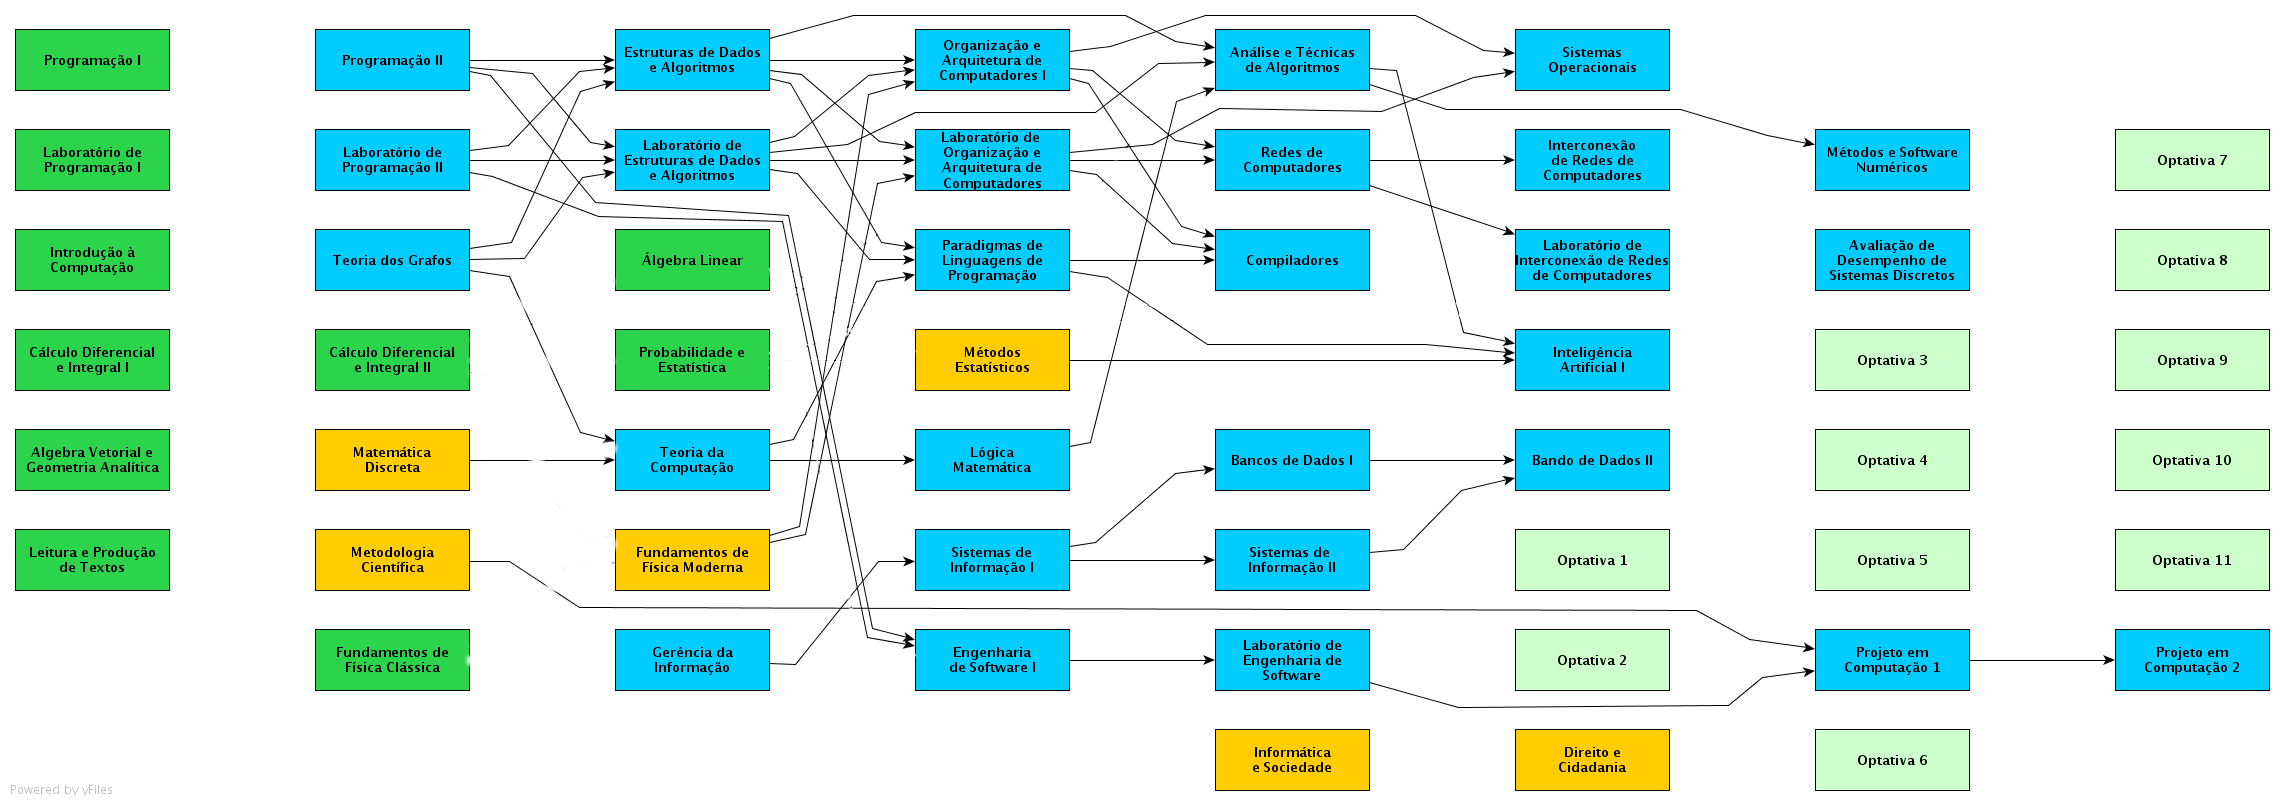 Programação I
Programação II
Estruturas de Dados
e Algoritmos
Organização e
Arquitetura de
Computadores I
Análise e Técnicas
de Algoritmos
Sistemas
Operacionais
Laboratório de
Programação I
Laboratório de
Programação II
Laboratório de
Estruturas de Dados
e Algoritmos
Laboratório de
Organização e
Arquitetura de
Computadores
Redes de
Computadores
Interconexão
de Redes de
Computadores
Métodos e Software
Numéricos
Optativa 7
Introdução à
Computação
Teoria dos Grafos
Álgebra Linear
Paradigmas de
Linguagens de
Programação
Compiladores
Laboratório de
Interconexão de Redes
de Computadores
Avaliação de
Desempenho de
Sistemas Discretos
Optativa 8
Cálculo Diferencial
e Integral I
Cálculo Diferencial
e Integral II
Probabilidade e
Estatística
Métodos
Estatísticos
Inteligência
Artificial I
Optativa 3
Optativa 9
Algebra Vetorial e
Geometria Analítica
Matemática
Discreta
Teoria da
Computação
Lógica
Matemática
Bancos de Dados I
Bando de Dados II
Optativa 4
Optativa 10
Leitura e Produção
de Textos
Metodologia
Científica
Fundamentos de
Física Moderna
Sistemas de
Informação I
Sistemas de
Informação II
Optativa 1
Optativa 5
Optativa 11
Fundamentos de
Física Clássica
Gerência da
Informação
Engenharia
de Software I
Laboratório de
Engenharia de
Software
Optativa 2
Projeto em
Computação 1
Projeto em
Computação 2
Informática
e Sociedade
Direito e
Cidadania
Optativa 6
Powered by yFiles